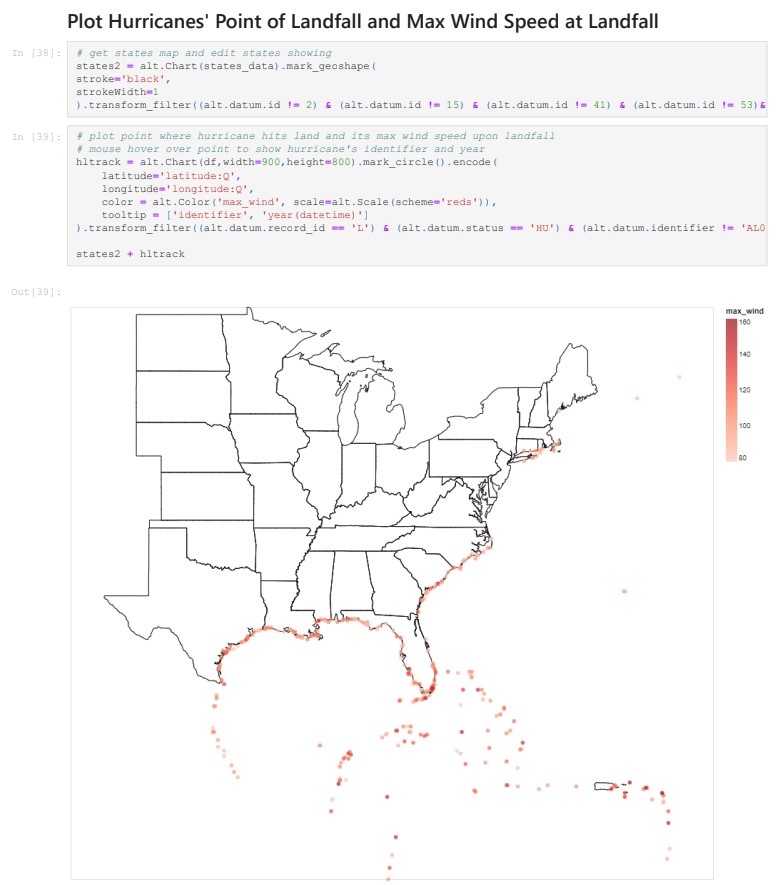 Plot Hurricanes' Point of Landfall and Max Wind Speed at Landfall
In [38]:
# get states map and edit states showing
states2 = alt.Chart(states_data).mark_geoshape(
stroke='black',
strokeWidth=1
).transform_filter((alt.datum.id != 2) & (alt.datum.id != 15) & (alt.datum.id != 41) & (alt.datum.id != 53)&
In [39]:
# plot point where hurricane hits land and its max wind speed upon landfall
# mouse hover over point to show hurricane's identifier and year
hltrack = alt.Chart(df,width=900,height=800).mark_circle().encode(
latitude='latitude:Q',
longitude='longitude:Q',
color = alt.Color('max_wind', scale=alt.Scale(scheme='reds')),
tooltip = ['identifier', 'year(datetime)']
).transform_filter((alt.datum.record_id == 'L') & (alt.datum.status == 'HU') & (alt.datum.identifier != 'AL0
states2 + hltrack
Out[39]:
max_wind
160
140
120
100
80